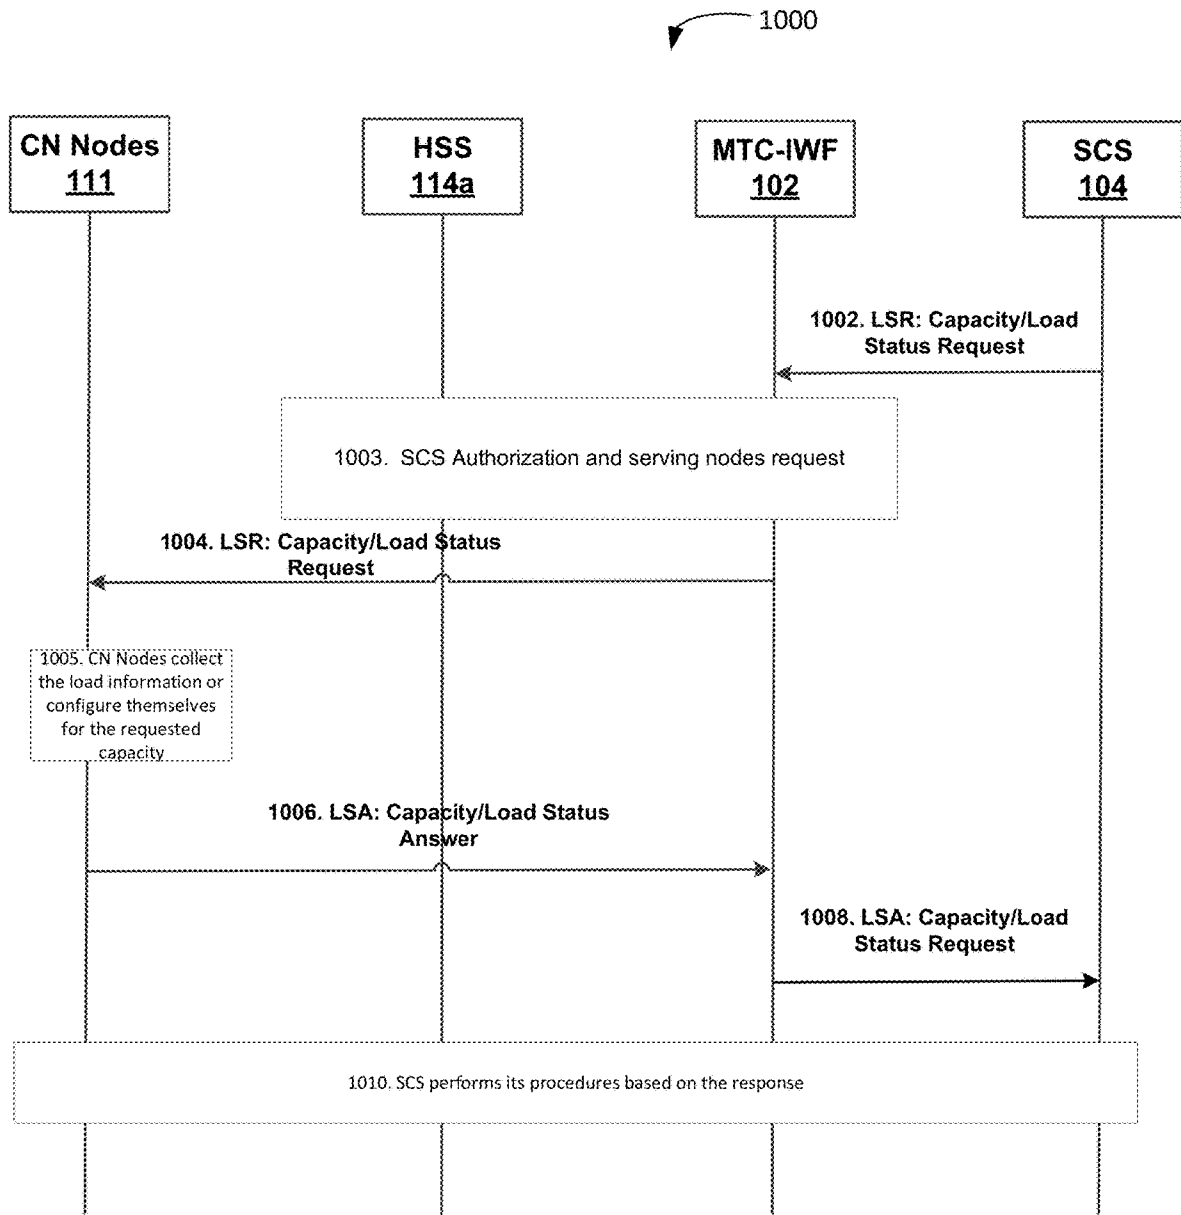 1000
CN Nodes
111
HSS
114a
MTC-IWF
102
SCS
104
1002. LSR: Capacity/Load
Status Request
1003. SCS Authorization and serving nodes request
1004. LSR: Capacity/Load Status
Request
1005. CN Nodes collect
the load information or
configure themselves
for the requested
capacity
1006. LSA: Capacity/Load Status
Answer
1008. LSA: Capacity/Load
Status Request
1010. SCS performs its procedures based on the response